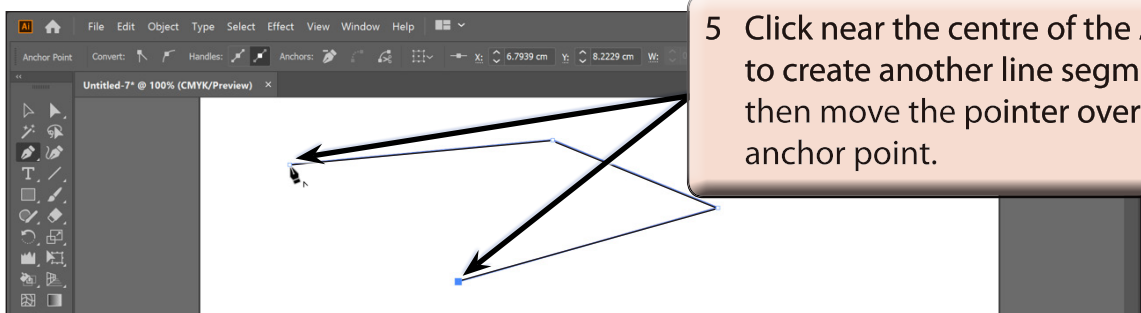 Ai File Edit Object Type Select Effect View Window Help
Anchor Point Convert: Handles: Anchors: X: 6.7939 cm Y: 8.2229 cm W:
Untitled-7* @ 100% (CMYK/Preview) ×
5 Click near the centre of the
to create another line segm
then move the pointer over
anchor point.